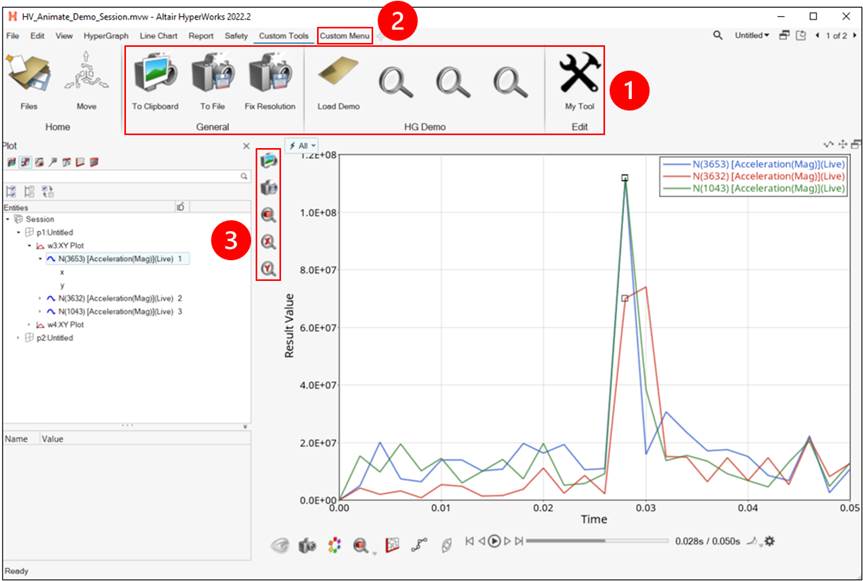 HV_Animate_Demo_Session.mvw - Altair HyperWorks 2022.2
2
File Edit View HyperGraph Line Chart Report Safety Custom Tools Custom Menu Untitled 1 of 2
To Clipboard To File Fix Resolution Load Demo My Tool
Files Move
1
Home General HG Demo Edit
Plot
All
Entities
Session
p1:Untitled
w3:XY Plot
N(3653) [Acceleration(Mag)](Live) 1
x
y
N(3632) [Acceleration(Mag)](Live) 2
N(1043) [Acceleration(Mag)](Live) 3
w4:XY Plot
p2:Untitled
3
Name Value
1.2E+08
1.0E+08
8.0E+07
6.0E+07
4.0E+07
2.0E+07
0.0E+00
Result Value
N(3653) [Acceleration(Mag)](Live)
N(3632) [Acceleration(Mag)](Live)
N(1043) [Acceleration(Mag)](Live)
0.00 0.01 0.02 0.03 0.04 0.05
Time
0.028s / 0.050s
Ready